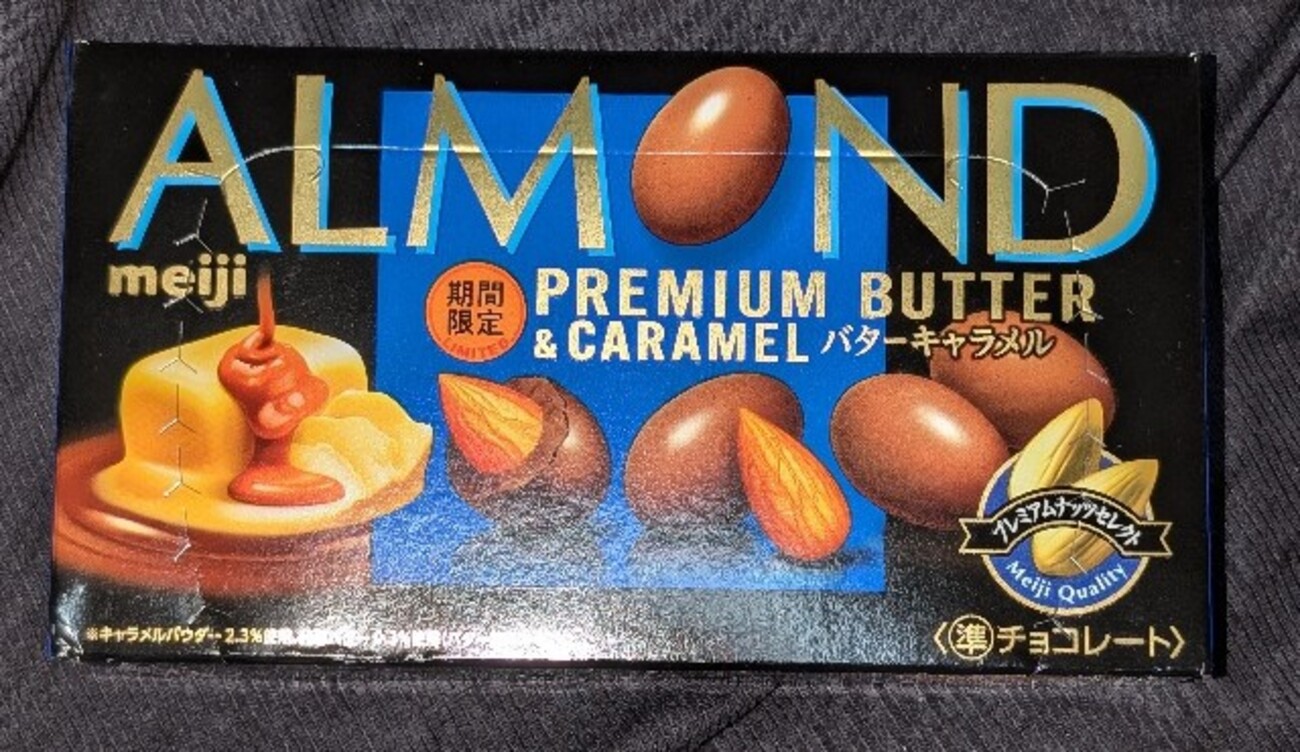 ALMOND
meiji
期間
限定
LIMITED
PREMIUM BUTTER
& CARAMEL バターキャラメル
プレミアムナッツセレクト
Meiji Quality
※キャラメルパウダー2.3%使用
〈準チョコレート〉